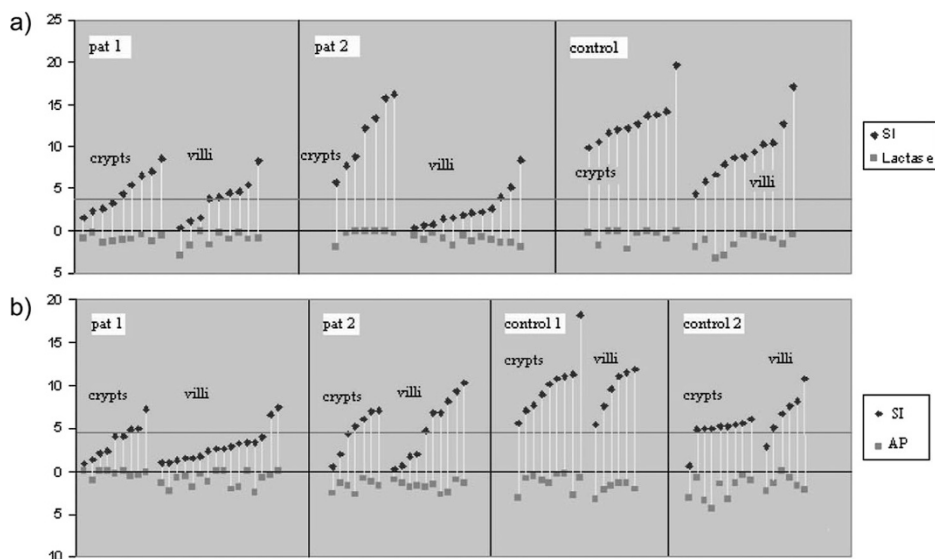 a)
25
20
15
10
5
0
5
pat 1
pat 2
control
crypts
villi
crypts
villi
crypts
villi
SI
Lactase
b)
20
15
10
5
0
5
10
pat 1
pat 2
control 1
control 2
crypts
villi
crypts
villi
crypts
villi
crypts
villi
SI
AP